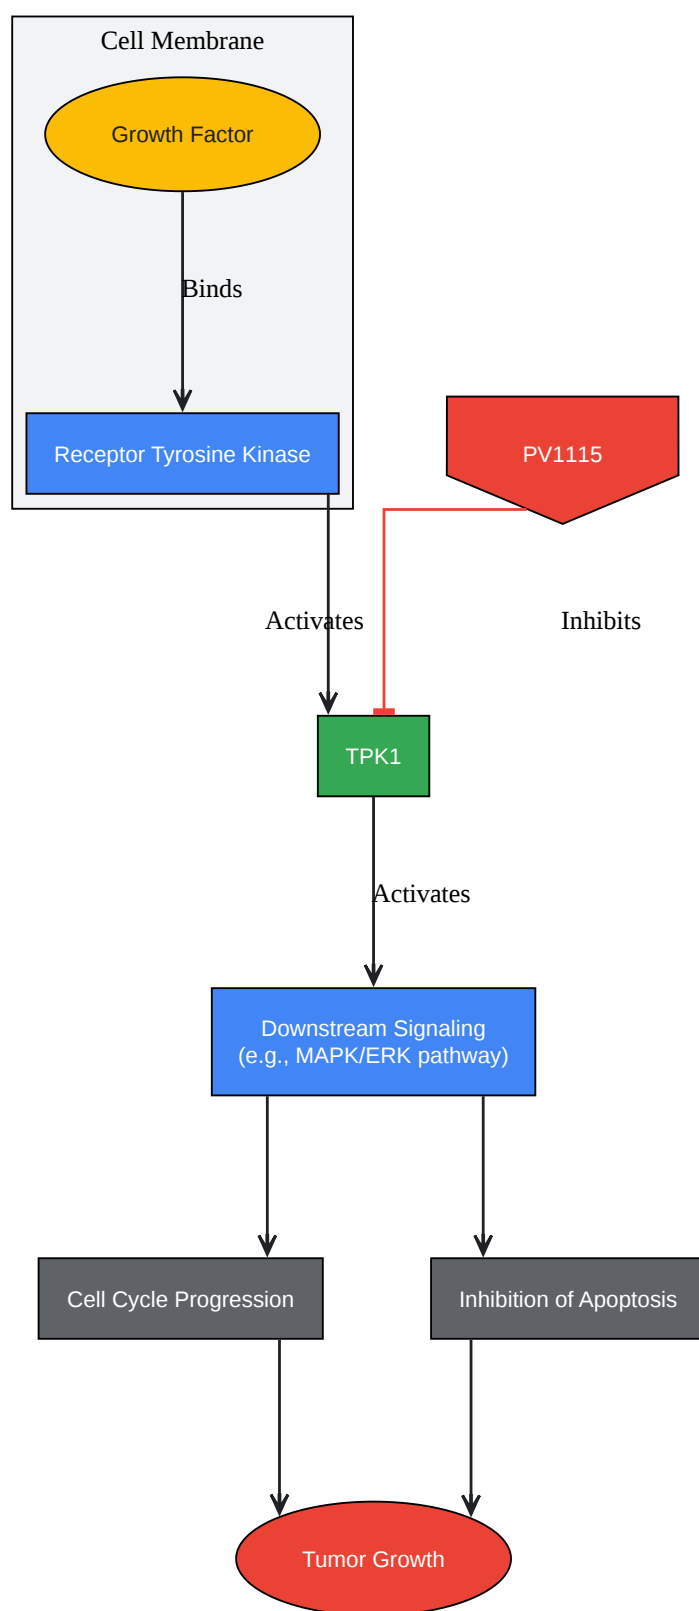 Cell Membrane
Growth Factor
Binds
Receptor Tyrosine Kinase
PV1115
Activates
Inhibits
TPK1
Activates
Downstream Signaling
(e.g., MAPK/ERK pathway)
Cell Cycle Progression
Inhibition of Apoptosis
Tumor Growth